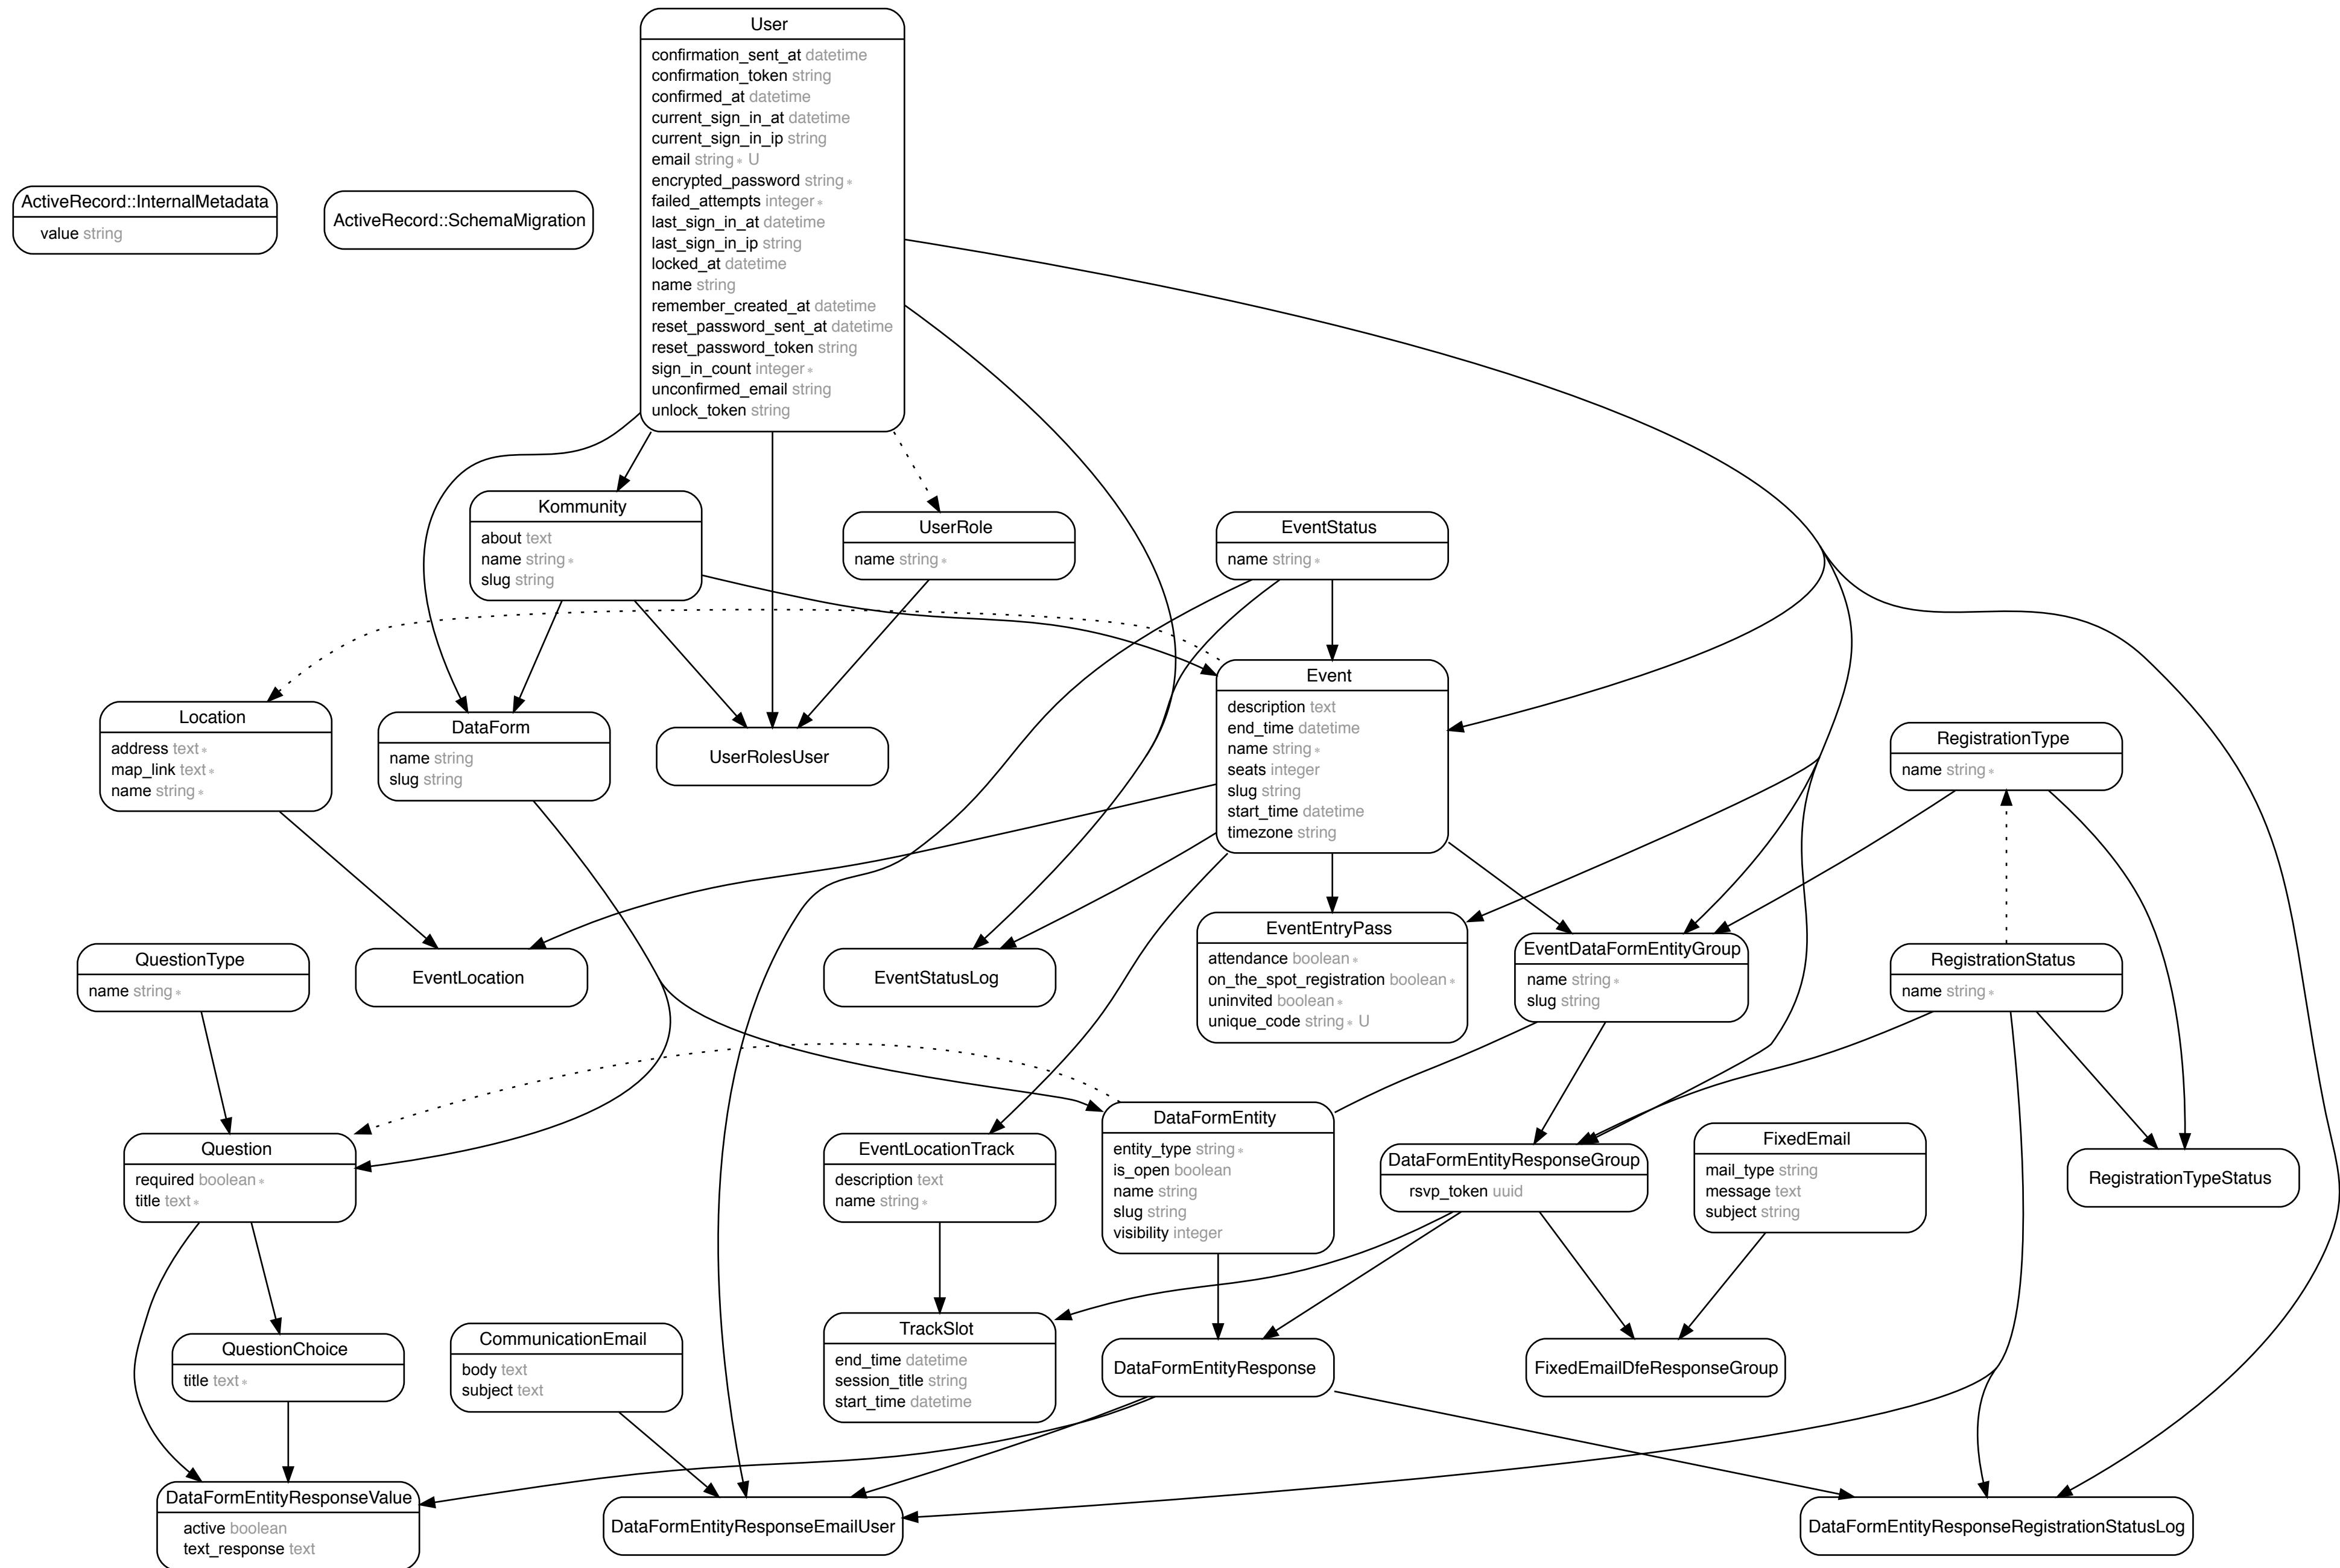 User
confirmation_sent_at datetime
confirmation_token string
confirmed_at datetime
current_sign_in_at datetime
current_sign_in_ip string
email string∗ U
encrypted_password string∗
failed_attempts integer∗
last_sign_in_at datetime
last_sign_in_ip string
locked_at datetime
name string
remember_created_at datetime
reset_password_sent_at datetime
reset_password_token string
sign_in_count integer∗
unconfirmed_email string
unlock_token string
ActiveRecord::InternalMetadata
value string
ActiveRecord::SchemaMigration
Kommunity
about text
name string∗
slug string
UserRole
name string∗
EventStatus
name string∗
Location
address text∗
map_link text∗
name string∗
DataForm
name string
slug string
UserRolesUser
Event
description text
end_time datetime
name string∗
seats integer
slug string
start_time datetime
timezone string
RegistrationType
name string∗
QuestionType
name string∗
EventLocation
EventStatusLog
EventEntryPass
attendance boolean∗
on_the_spot_registration boolean∗
uninvited boolean∗
unique_code string∗ U
EventDataFormEntityGroup
name string∗
slug string
RegistrationStatus
name string∗
Question
required boolean∗
title text∗
EventLocationTrack
description text
name string∗
DataFormEntity
entity_type string∗
is_open boolean
name string
slug string
visibility integer
DataFormEntityResponseGroup
rsvp_token uuid
FixedEmail
mail_type string
message text
subject string
RegistrationTypeStatus
QuestionChoice
title text∗
CommunicationEmail
body text
subject text
TrackSlot
end_time datetime
session_title string
start_time datetime
DataFormEntityResponse
FixedEmailDfeResponseGroup
DataFormEntityResponseValue
active boolean
text_response text
DataFormEntityResponseEmailUser
DataFormEntityResponseRegistrationStatusLog